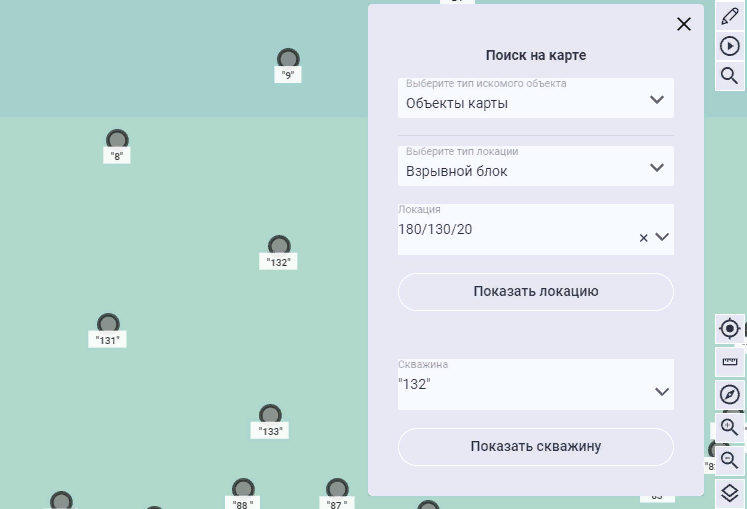 Поиск на карте
Выберите тип искомого объекта
Объекты карты
Выберите тип локации
Взрывной блок
Локация
180/130/20
Показать локацию
Скважина
"132"
Показать скважину
"9"
"8"
"132"
"131"
"133"
"88 "
"87 "